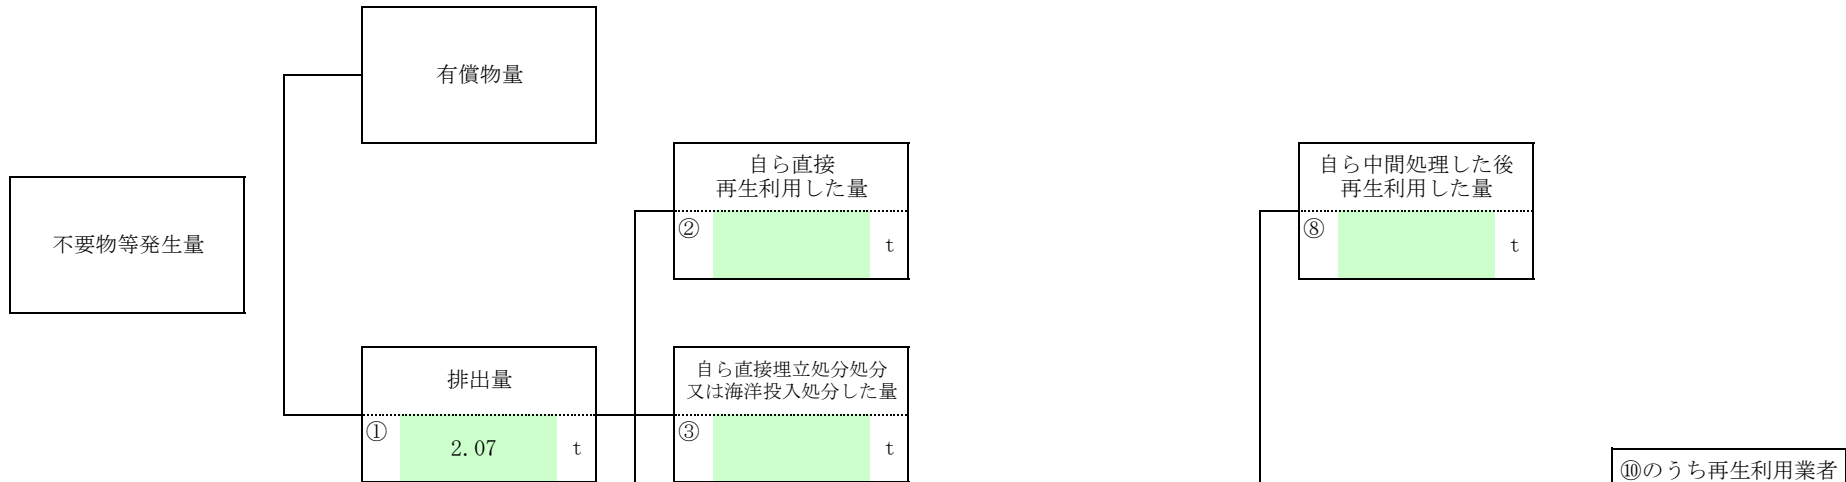 有償物量
自ら直接
再生利用した量
② t
自ら中間処理した後
再生利用した量
⑧ t
不要物等発生量
排出量
① 2.07 t
自ら直接埋立処分処分
又は海洋投入処分した量
③ t
⑩のうち再生利用業者